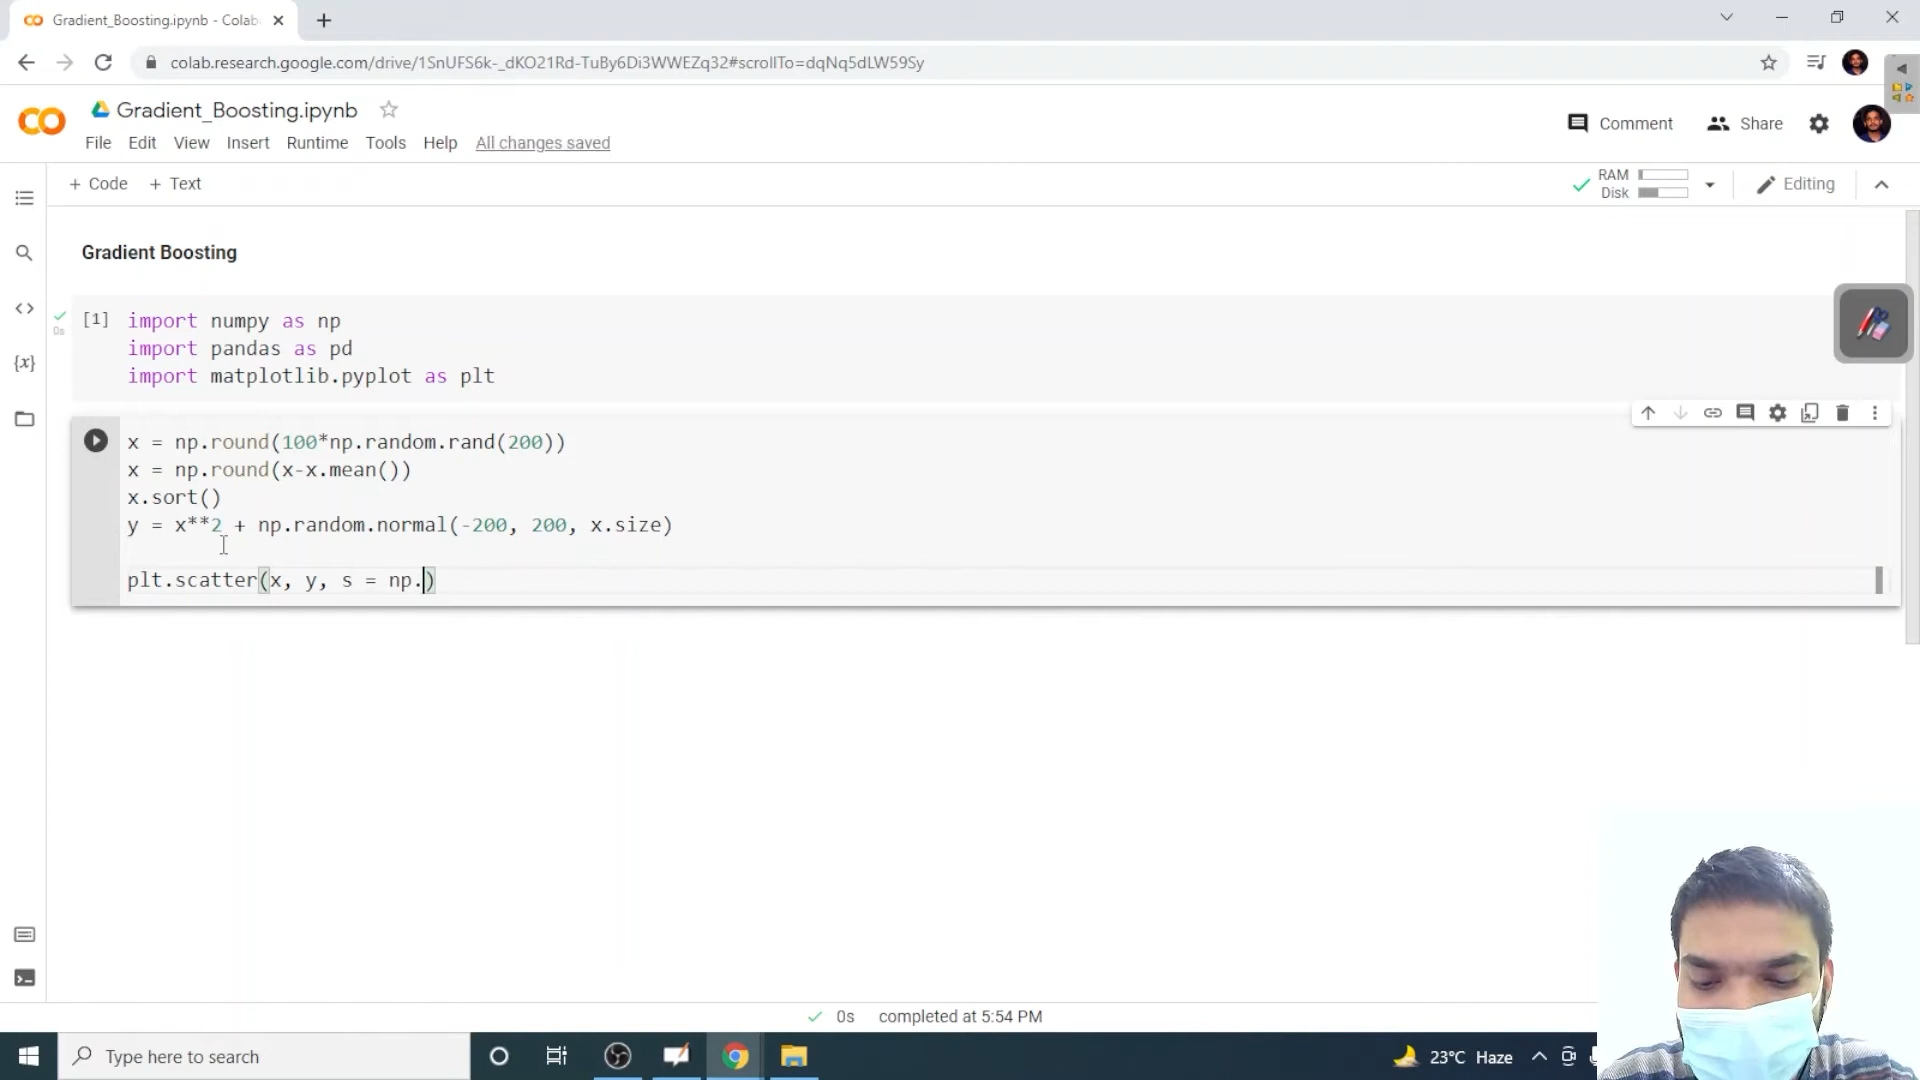 Gradient_Boosting.ipynb - Colab
colab.research.google.com/drive/1SnUFS6k-_dKO21Rd-TuBy6Di3WWEZq32#scrollTo=dqNq5dLW59Sy
Gradient_Boosting.ipynb
Comment
Share
File Edit View Insert Runtime Tools Help All changes saved
+ Code + Text
RAM
Disk
Editing
Gradient Boosting
[1] import numpy as np
0s
import pandas as pd
import matplotlib.pyplot as plt
x = np.round(100*np.random.rand(200))
x = np.round(x-x.mean())
x.sort()
y = x**2 + np.random.normal(-200, 200, x.size)
plt.scatter(x, y, s = np.)
0s completed at 5:54 PM
Type here to search
23°C Haze